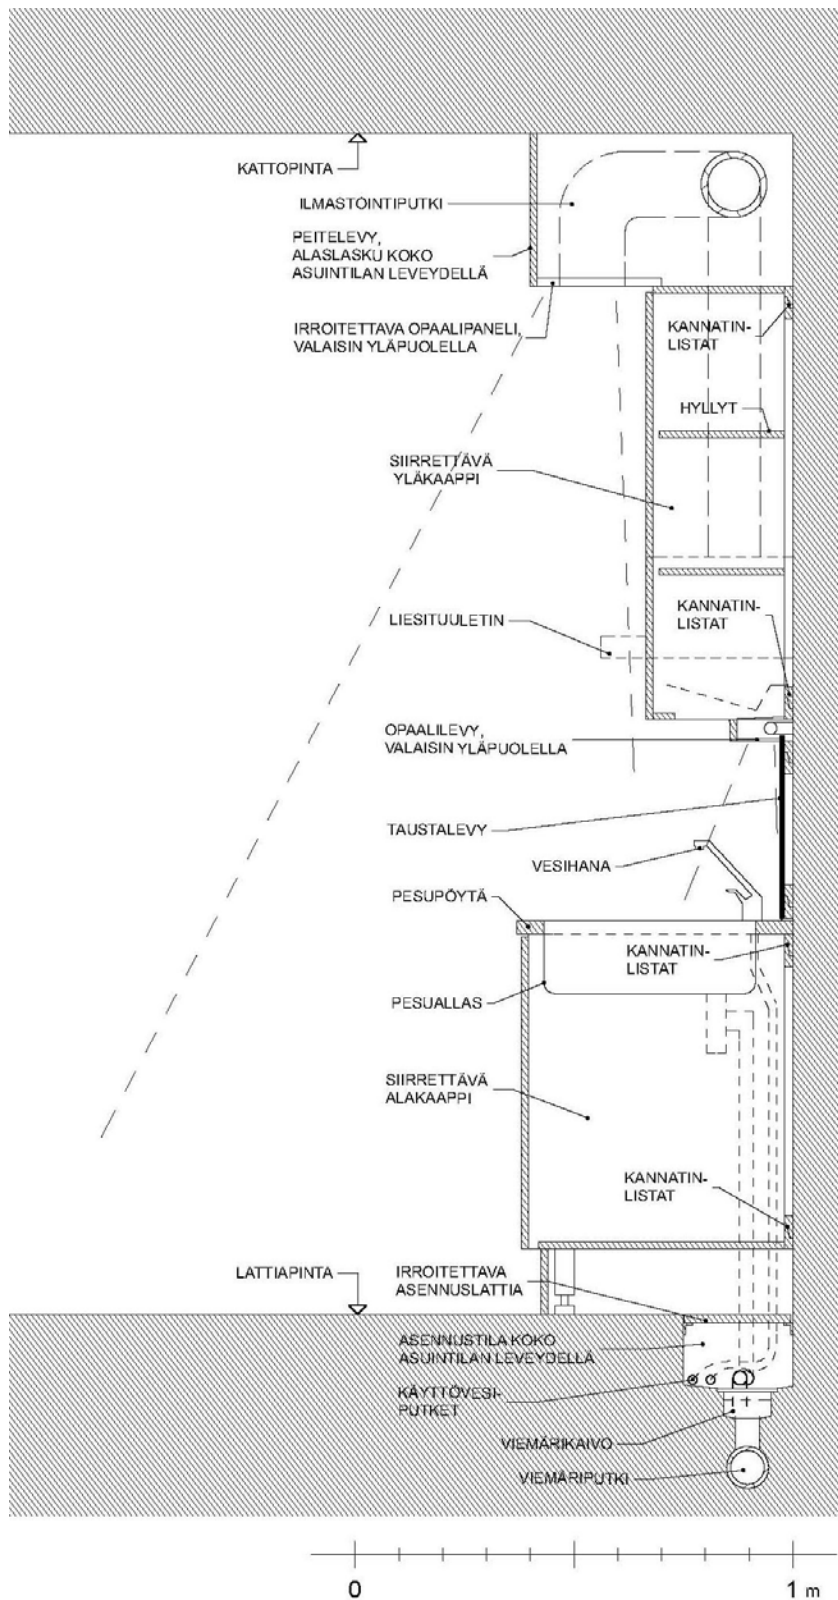 KATTOPINTA
ILMASTOINTIPUTKI
PEITELEVY,
ALASLASKU KOKO
ASUINTILAN LEVEYDELLÄ
IRROITETTAVA OPAALIPANELI,
VALAISIN YLÄPUOLELLA
KANNATIN-
LISTAT
HYLLYT
SIIRRETTÄVÄ
YLÄKAAPPI
LIESITUULETIN
KANNATIN-
LISTAT
OPAALILEVY,
VALAISIN YLÄPUOLELLA
TAUSTALEVY
VESIHANA
PESUPÖYTÄ
KANNATIN-
LISTAT
PESUALLAS
SIIRRETTÄVÄ
ALAKAAPPI
KANNATIN-
LISTAT
LATTIAPINTA
IRROITETTAVA
ASENNUSLATTIA
ASENNUSTILA KOKO
ASUINTILAN LEVEYDELLÄ
KÄYTTÖVESI-
PUTKET
VIEMÄRIKAIVO
VIEMÄRIPUTKI
0 1 m